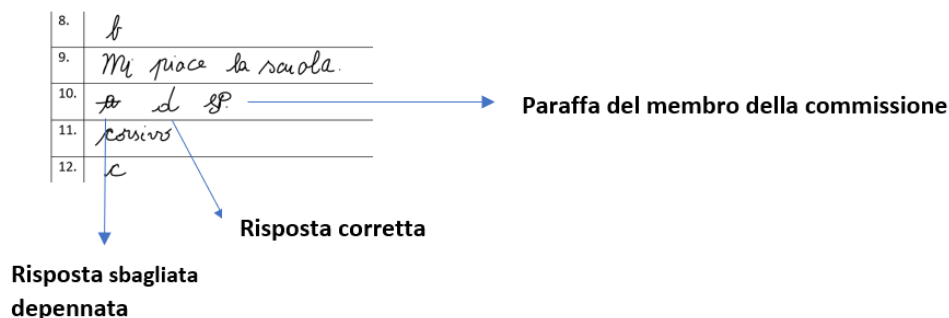 8. b
9. Mi piace la scuola.
10. a d SP.
Paraffa del membro della commissione
11. corsivo
12. c
Risposta corretta
Risposta sbagliata
depennata